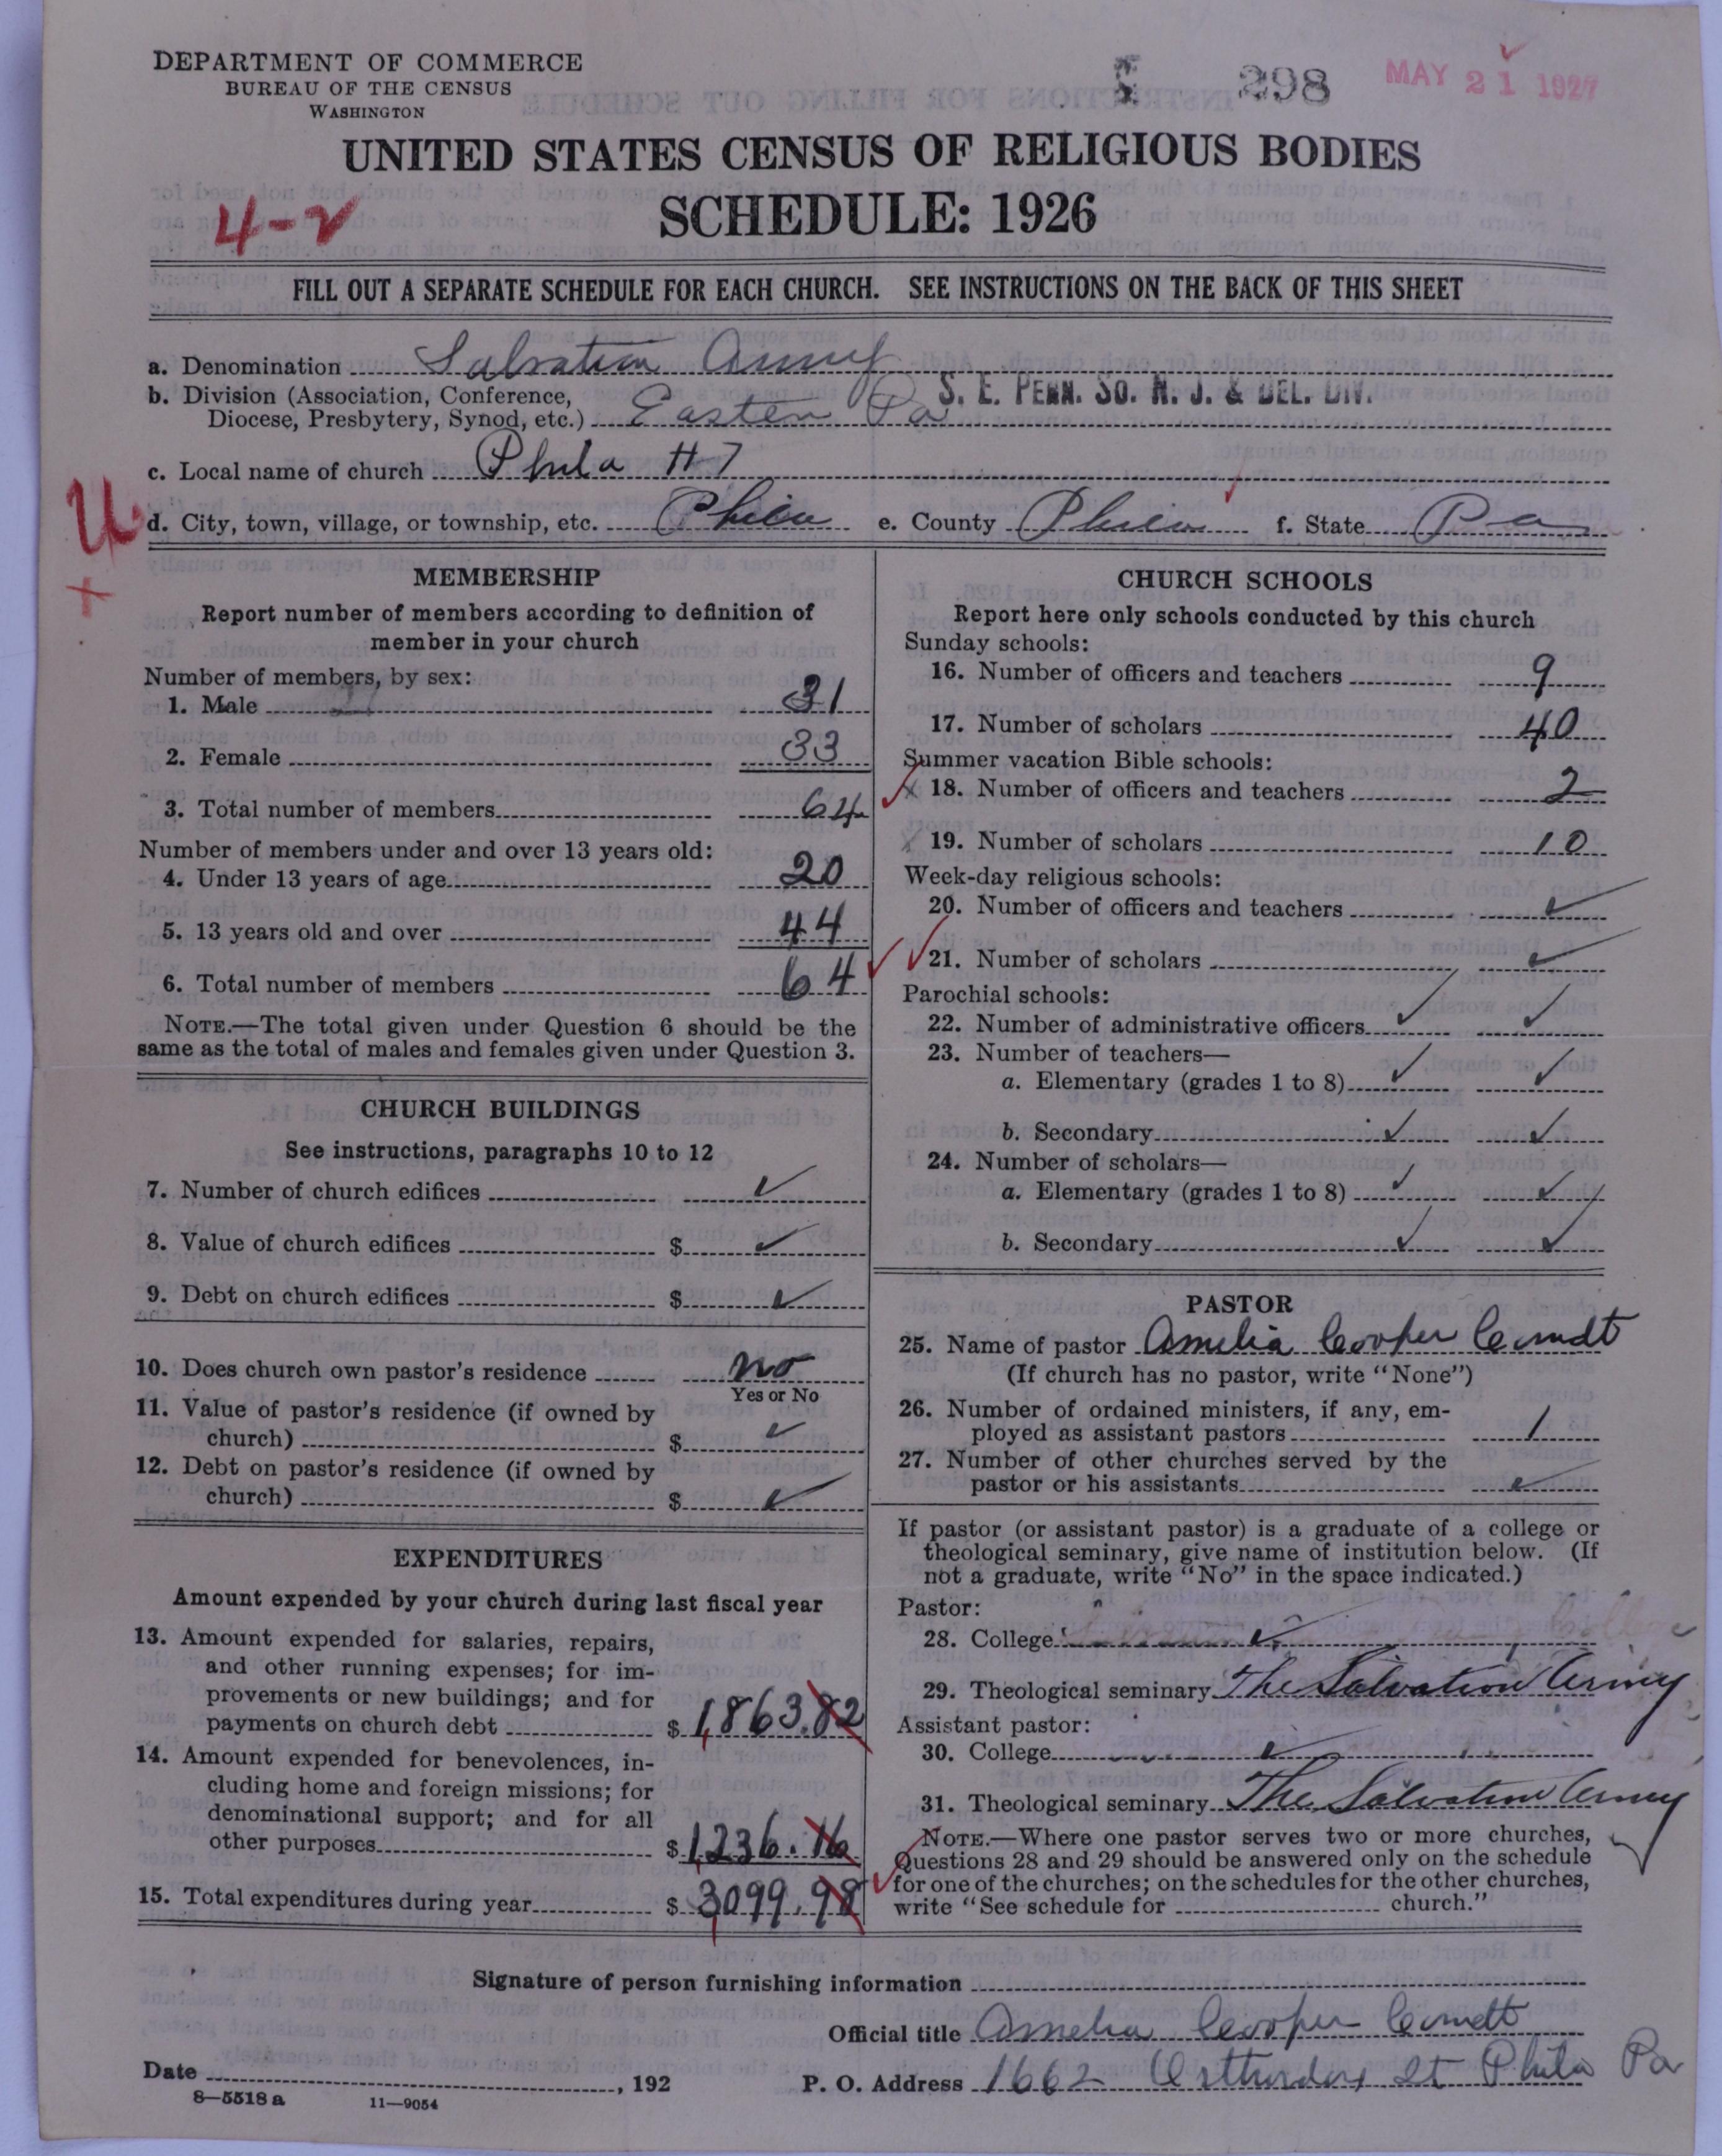 DEPARTMENT OF COMMERCE
BUREAU OF THE CENSUS
WASHINGTON
298
MAY 21 1927
UNITED STATES CENSUS OF RELIGIOUS BODIES
SCHEDULE: 1926
4-2
FILL OUT A SEPARATE SCHEDULE FOR EACH CHURCH. SEE INSTRUCTIONS ON THE BACK OF THIS SHEET
a. Denomination Salvation Army
b. Division (Association, Conference,
Diocese, Presbytery, Synod, etc.) Eastern Pa S. E. PENN. SO. N. J. & DEL. DIV.
c. Local name of church Phila #7
U
d. City, town, village, or township, etc. Phila e. County Phila f. State Pa
MEMBERSHIP
Report number of members according to definition of
member in your church
Number of members, by sex:
1. Male 31
2. Female 33
3. Total number of members 64
Number of members under and over 13 years old:
4. Under 13 years of age 20
5. 13 years old and over 44
6. Total number of members 64
NOTE.—The total given under Question 6 should be the
same as the total of males and females given under Question 3.
CHURCH BUILDINGS
See instructions, paragraphs 10 to 12
7. Number of church edifices ✓
8. Value of church edifices $ ✓
9. Debt on church edifices $ ✓
10. Does church own pastor's residence no
Yes or No
11. Value of pastor's residence (if owned by
church) $ ✓
12. Debt on pastor's residence (if owned by
church) $ ✓
EXPENDITURES
Amount expended by your church during last fiscal year
13. Amount expended for salaries, repairs,
and other running expenses; for im-
provements or new buildings; and for
payments on church debt $ 1,863.82
14. Amount expended for benevolences, in-
cluding home and foreign missions; for
denominational support; and for all
other purposes $ 1,236.16
15. Total expenditures during year $ 3,099.98
CHURCH SCHOOLS
Report here only schools conducted by this church
Sunday schools:
16. Number of officers and teachers 9
17. Number of scholars 40
Summer vacation Bible schools:
18. Number of officers and teachers 2
19. Number of scholars 10
Week-day religious schools:
20. Number of officers and teachers ✓
21. Number of scholars ✓
Parochial schools:
22. Number of administrative officers ✓ ✓
23. Number of teachers—
a. Elementary (grades 1 to 8) ✓ ✓
b. Secondary ✓ ✓
24. Number of scholars—
a. Elementary (grades 1 to 8) ✓ ✓
b. Secondary ✓ ✓
PASTOR
25. Name of pastor Amelia Cooper
(If church has no pastor, write "None")
26. Number of ordained ministers, if any, em-
ployed as assistant pastors 1
27. Number of other churches served by the
pastor or his assistants ✓
If pastor (or assistant pastor) is a graduate of a college or
theological seminary, give name of institution below. (If
not a graduate, write "No" in the space indicated.)
Pastor:
28. College ✓
29. Theological seminary The Salvation Army
Assistant pastor:
30. College ✓
31. Theological seminary The Salvation Army
NOTE.—Where one pastor serves two or more churches,
Questions 28 and 29 should be answered only on the schedule
for one of the churches; on the schedules for the other churches,
write "See schedule for church."
Signature of person furnishing information
Official title Amelia Cooper
Date , 192 P. O. Address 1662 St Phila Pa
8—5518 a 11—9054